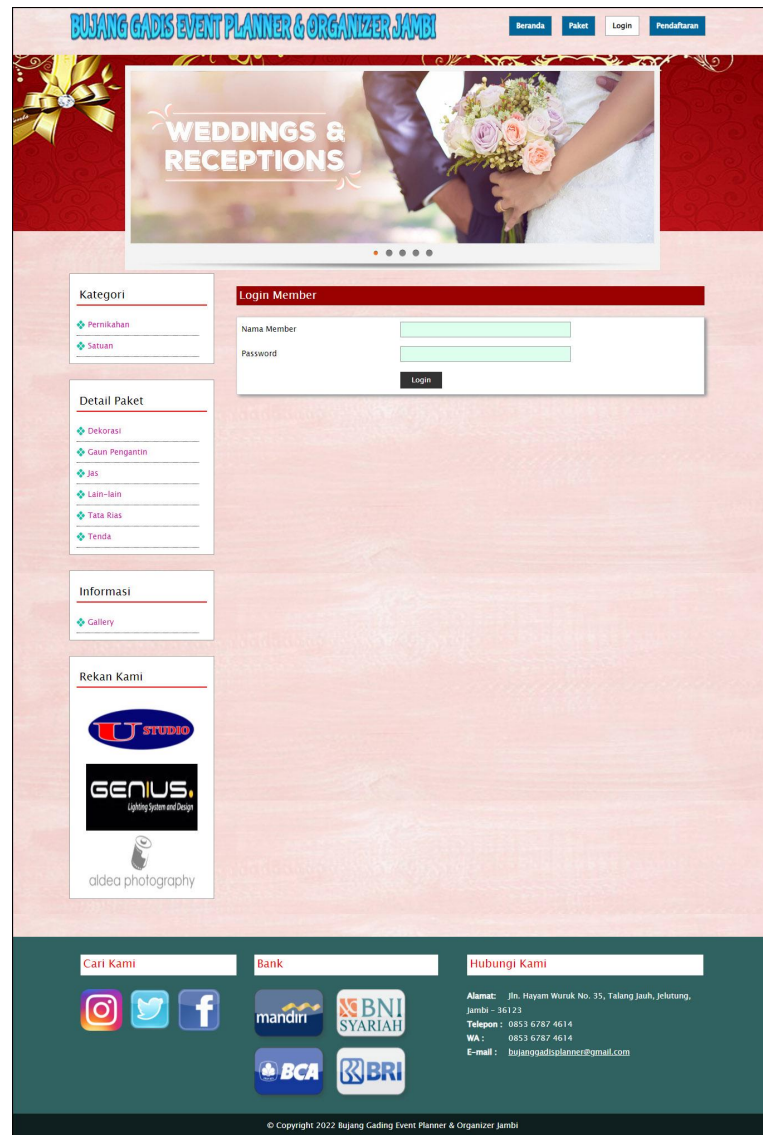 BUJANG GADIS EVENT PLANNER & ORGANIZER JAMBI
Beranda
Paket
Login
Pendaftaran
WEDDINGS &
RECEPTIONS
Kategori
Pernikahan
Satuan
Detail Paket
Dekorasi
Gaun Pengantin
Jas
Lain-lain
Tata Rias
Tenda
Informasi
Gallery
Rekan Kami
U STUDIO
GENIUS.
Lighting System and Design
aldea photography
Login Member
Nama Member
Password
Login
Cari Kami
Bank
mandiri
BNI
SYARIAH
BCA
BRI
Hubungi Kami
Alamat: Jln. Hayam Wuruk No. 35, Talang Jauh, Jelutung,
Jambi - 36123
Telepon : 0853 6787 4614
WA : 0853 6787 4614
E-mail : bujanggadisplanner@gmail.com
© Copyright 2022 Bujang Gading Event Planner & Organizer Jambi